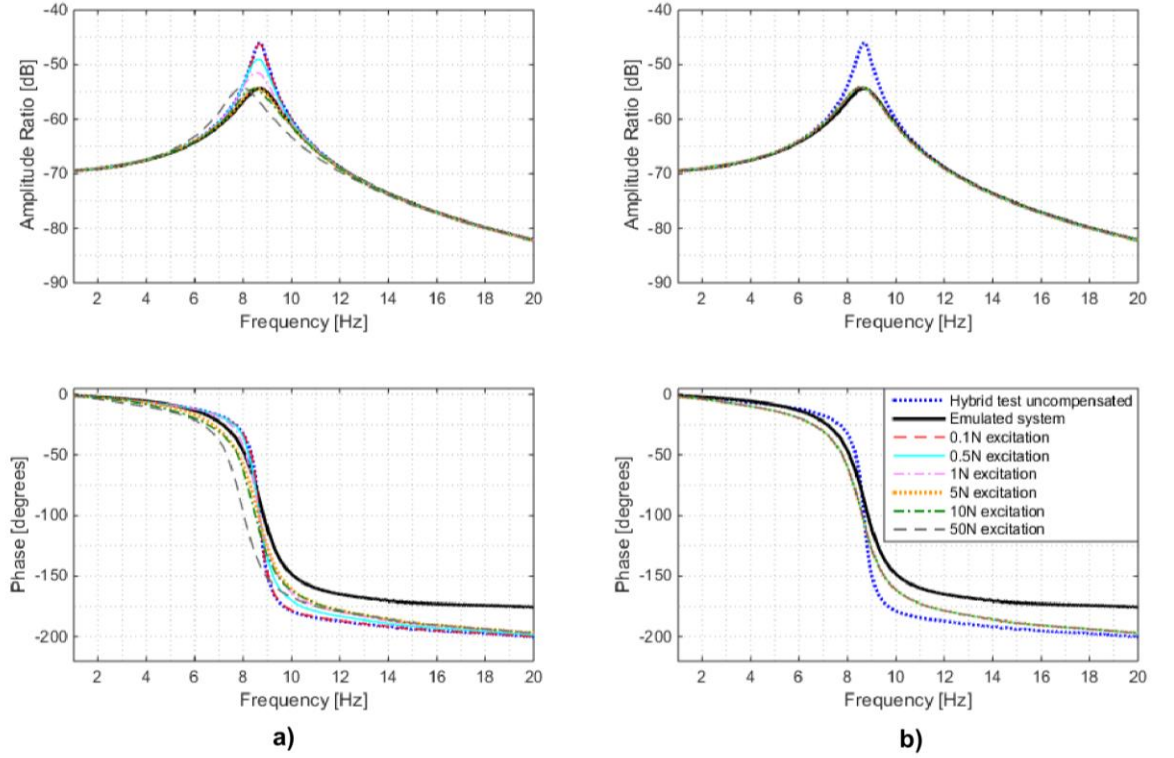 -40
-50
-60
-70
-80
-90
Amplitude Ratio [dB]
2 4 6 8 10 12 14 16 18 20
Frequency [Hz]
-40
-50
-60
-70
-80
-90
Amplitude Ratio [dB]
2 4 6 8 10 12 14 16 18 20
Frequency [Hz]
0
-50
-100
-150
-200
Phase [degrees]
2 4 6 8 10 12 14 16 18 20
Frequency [Hz]
a)
0
-50
-100
-150
-200
Phase [degrees]
Hybrid test uncompensated
Emulated system
0.1N excitation
0.5N excitation
1N excitation
5N excitation
10N excitation
50N excitation
2 4 6 8 10 12 14 16 18 20
Frequency [Hz]
b)